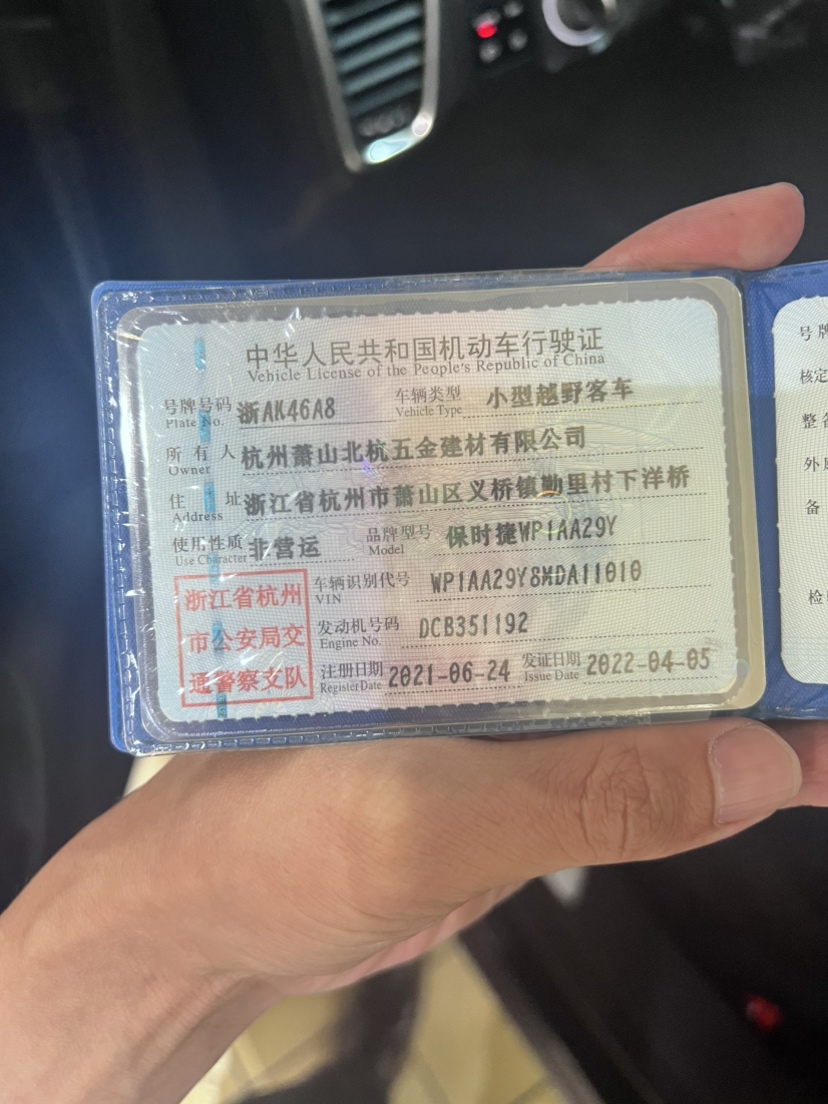 中华人民共和国机动车行驶证
Vehicle License of the People's Republic of China
号牌号码 浙AK46A8 车辆类型 小型越野客车
Plate No. Vehicle Type
所有人 杭州萧山北杭五金建材有限公司
Owner
住址 浙江省杭州市萧山区义桥镇勤里村下洋桥
Address
使用性质 非营运 品牌型号 保时捷WP1AA29Y
Use Character Model
浙江省杭州
市公安局交
通警察支队
车辆识别代号 WP1AA29Y8MDA11010
VIN
发动机号码 DCB351192
Engine No.
注册日期 2021-06-24 发证日期 2022-04-05
Register Date Issue Date
号牌
核定
整备
外廓
备
检验